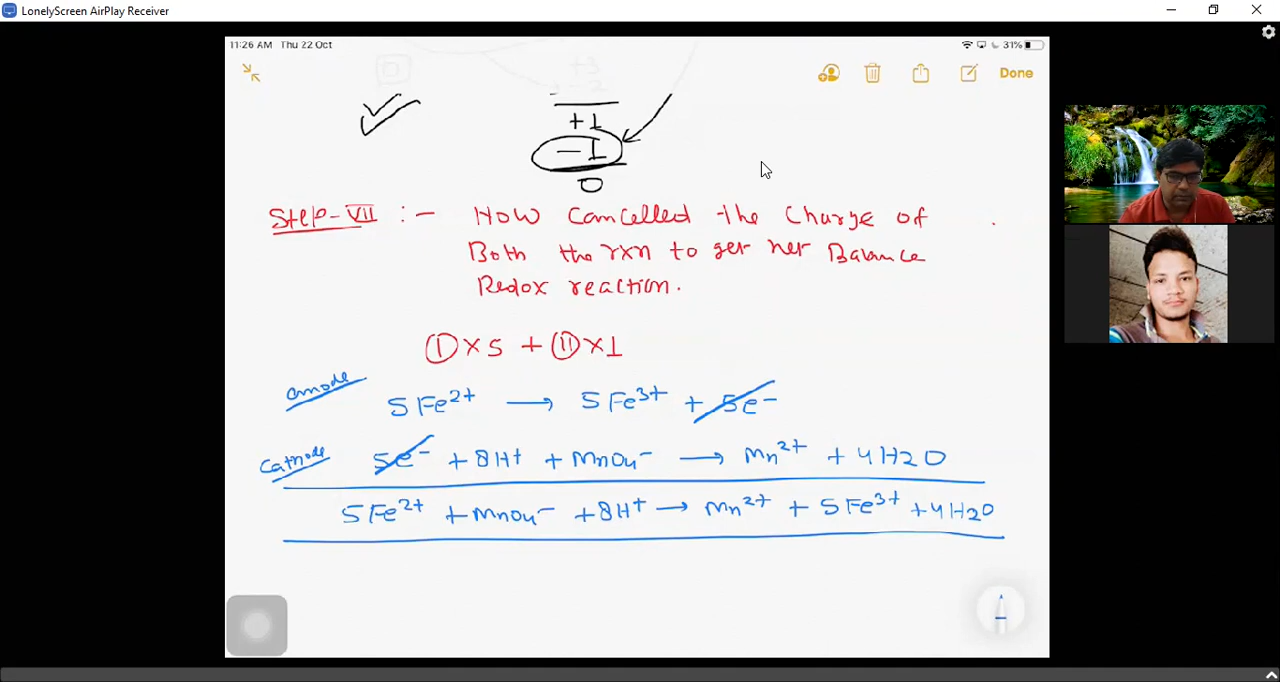 LonelyScreen AirPlay Receiver
11:26 AM Thu 22 Oct
31%
Done
+1
-1
0
Step-VII :- How Cancelled the Charge of
Both the rxn to get net Balance
Redox reaction.
(I) × 5 + (II) × 1
anode 5Fe²⁺ → 5Fe³⁺ + 5e⁻
Cathode 5e⁻ + 8H⁺ + MnO4⁻ → Mn²⁺ + 4H2O
5Fe²⁺ + MnO4⁻ + 8H⁺ → Mn²⁺ + 5Fe³⁺ + 4H2O